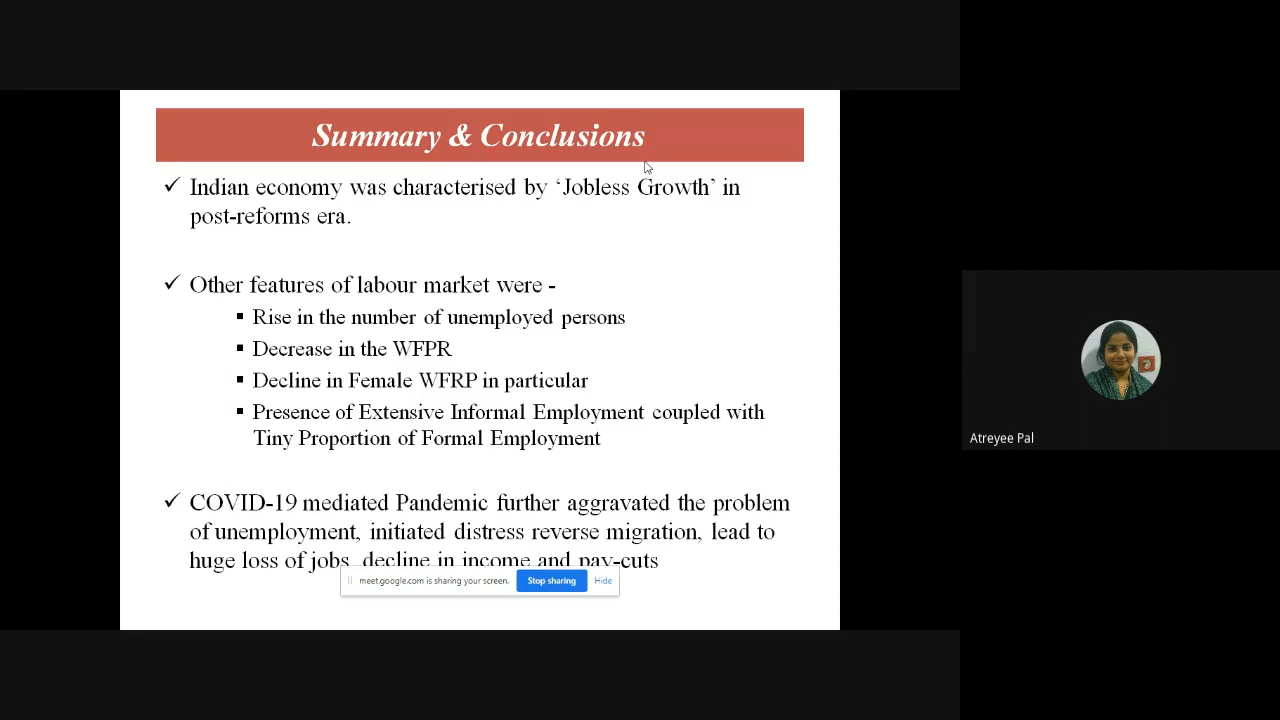 Summary & Conclusions
✓ Indian economy was characterised by ‘Jobless Growth’ in
post-reforms era.
✓ Other features of labour market were -
▪ Rise in the number of unemployed persons
▪ Decrease in the WFPR
▪ Decline in Female WFRP in particular
▪ Presence of Extensive Informal Employment coupled with
Tiny Proportion of Formal Employment
✓ COVID-19 mediated Pandemic further aggravated the problem
of unemployment, initiated distress reverse migration, lead to
huge loss of jobs, decline in income and pay-cuts
meet.google.com is sharing your screen. Stop sharing Hide
Atreyee Pal